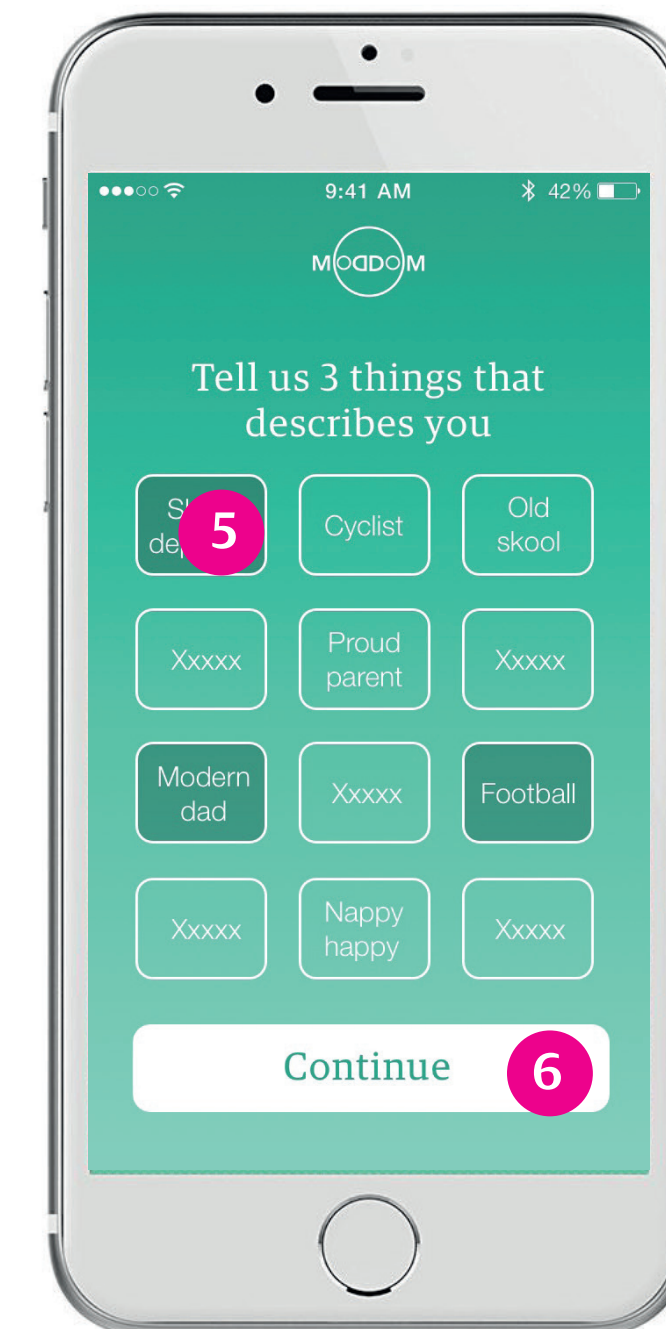 9:41 AM 42%
MODDOM
Tell us 3 things that
describes you
5
Cyclist
Old
skool
Xxxxx
Proud
parent
Xxxxx
Modern
dad
Xxxxx
Football
Xxxxx
Nappy
happy
Xxxxx
Continue
6